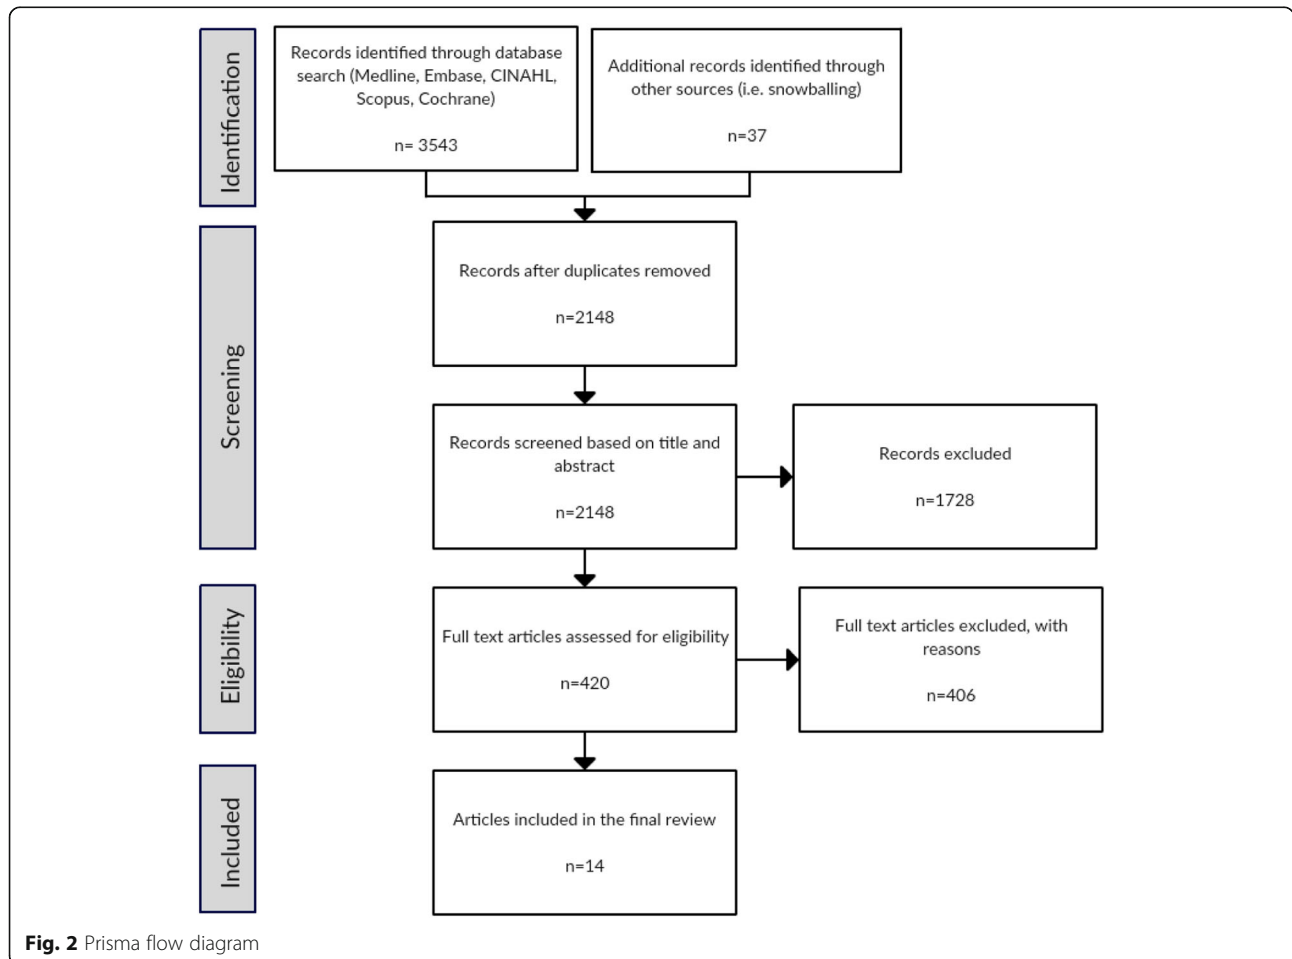 Identification
Records identified through database
search (Medline, Embase, CINAHL,
Scopus, Cochrane)
n= 3543
Additional records identified through
other sources (i.e. snowballing)
n=37
Screening
Records after duplicates removed
n=2148
Records screened based on title and
abstract
n=2148
Records excluded
n=1728
Eligibility
Full text articles assessed for eligibility
n=420
Full text articles excluded, with
reasons
n=406
Included
Articles included in the final review
n=14
Fig. 2 Prisma flow diagram